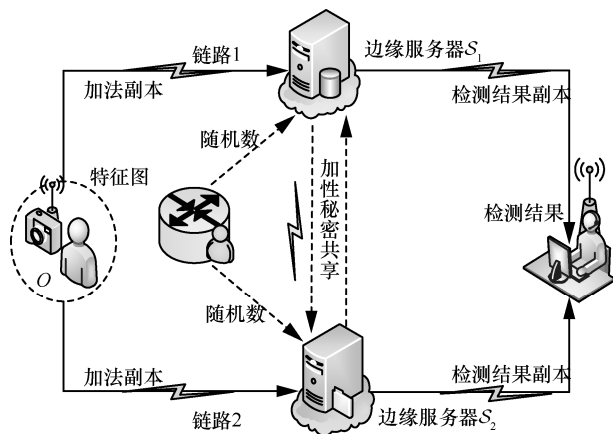 链路1
边缘服务器S₁
加法副本
检测结果副本
随机数
加性秘密共享
特征图
检测结果
O
随机数
加法副本
检测结果副本
链路2
边缘服务器S₂